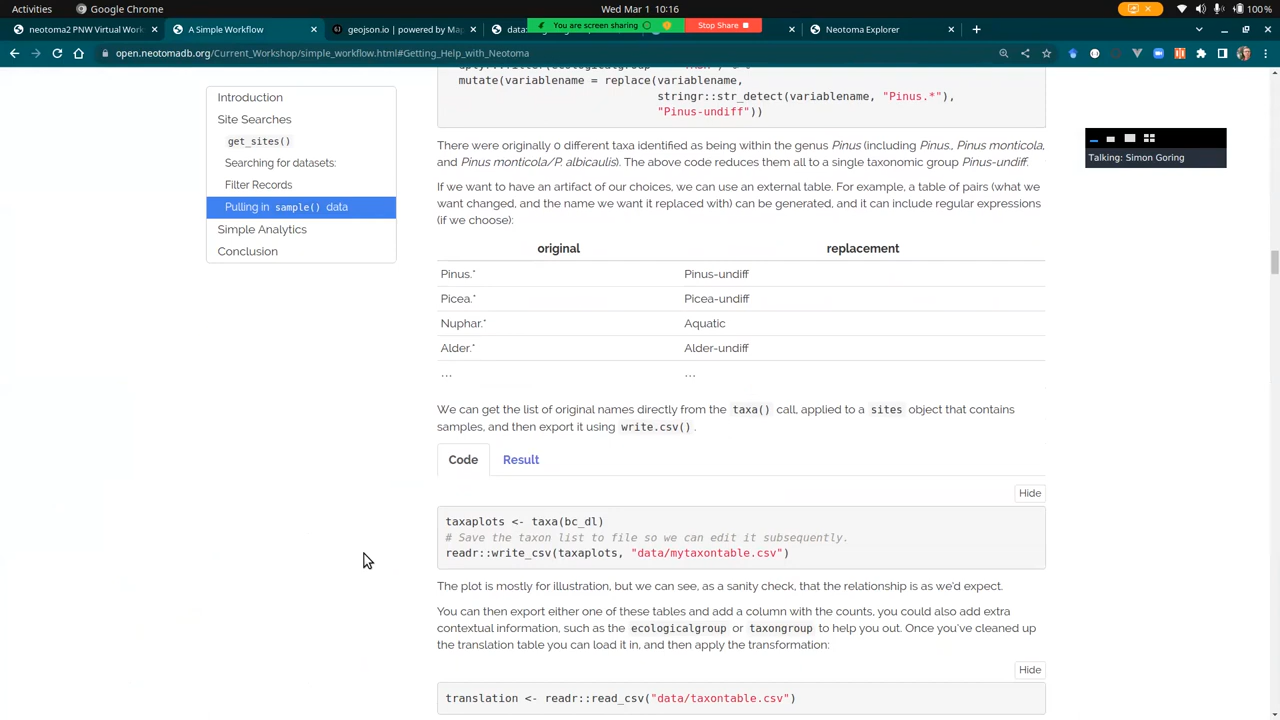 Activities
Google Chrome
Wed Mar 1 10:16
100 %
You are screen sharing
Stop Share
neotoma2 PNW Virtual Work
A Simple Workflow
geojson.io | powered by Ma
data:
Neotoma Explorer
open.neotomadb.org/Current_Workshop/simple_workflow.html#Getting_Help_with_Neotoma
Talking: Simon Goring
Introduction
Site Searches
get_sites()
Searching for datasets:
Filter Records
Pulling in sample() data
Simple Analytics
Conclusion
mutate(variablename = replace(variablename,
stringr::str_detect(variablename, "Pinus.*"),
"Pinus-undiff"))
There were originally 0 different taxa identified as being within the genus Pinus (including Pinus., Pinus monticola,
and Pinus monticola/P. albicaulis). The above code reduces them all to a single taxonomic group Pinus-undiff.
If we want to have an artifact of our choices, we can use an external table. For example, a table of pairs (what we
want changed, and the name we want it replaced with) can be generated, and it can include regular expressions
(if we choose):
original replacement
Pinus.* Pinus-undiff
Picea.* Picea-undiff
Nuphar.* Aquatic
Alder.* Alder-undiff
… …
We can get the list of original names directly from the taxa() call, applied to a sites object that contains
samples, and then export it using write.csv() .
Code Result
Hide
taxaplots <- taxa(bc_dl)
# Save the taxon list to file so we can edit it subsequently.
readr::write_csv(taxaplots, "data/mytaxontable.csv")
The plot is mostly for illustration, but we can see, as a sanity check, that the relationship is as we'd expect.
You can then export either one of these tables and add a column with the counts, you could also add extra
contextual information, such as the ecologicalgroup or taxongroup to help you out. Once you've cleaned up
the translation table you can load it in, and then apply the transformation:
Hide
translation <- readr::read_csv("data/taxontable.csv")